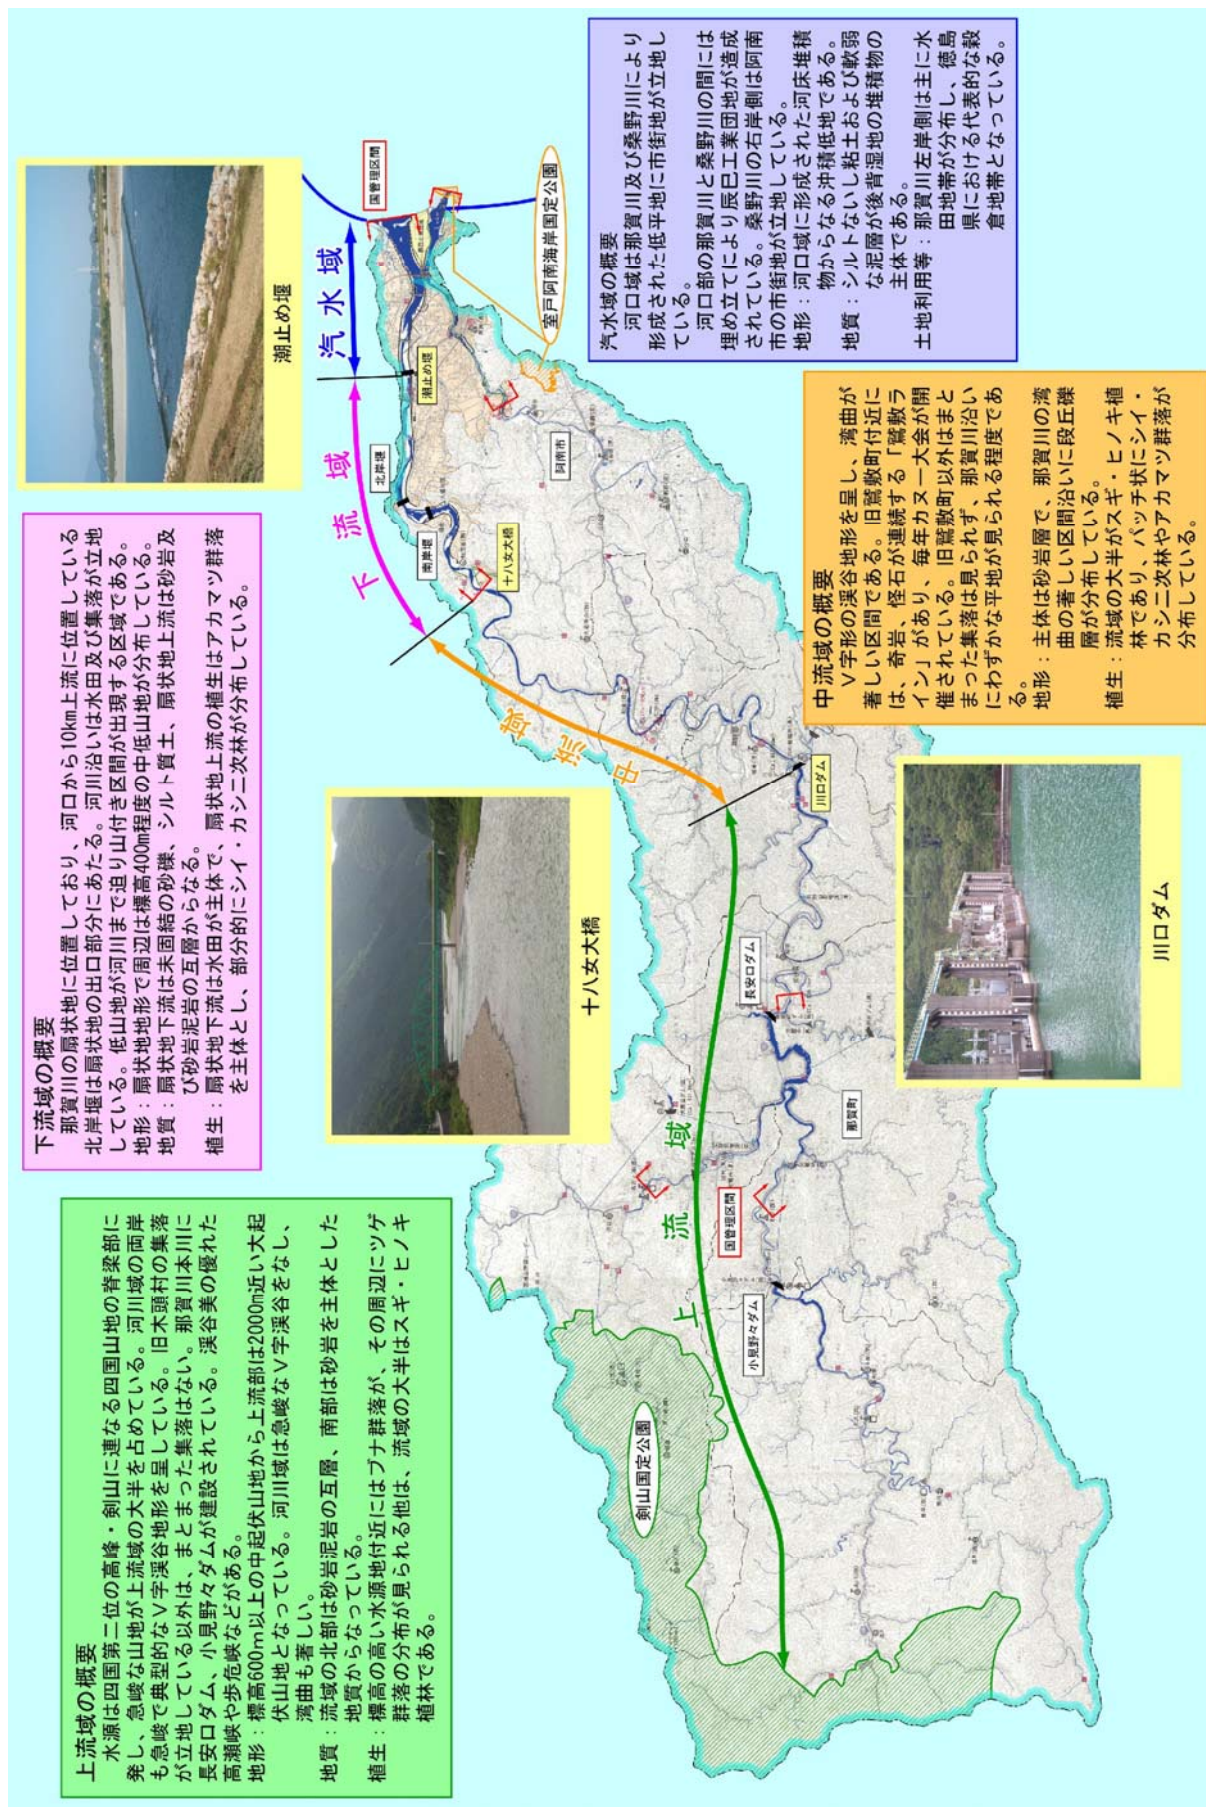 上流域の概要
水源は四国第二位の高峰・剣山に連なる四国山地の脊梁部に
発し、急峻な山地が上流域の大半を占めている。河川域の両岸
も急峻で典型的なV字渓谷地形を呈している。旧木頭村の集落
が立地している以外は、まとまった集落はない。那賀川本川に
長安口ダム、小見野々ダムが建設されている。渓谷美の優れた
高瀬峡や歩危峡などがある。
地形：標高600m以上の中起伏山地から上流部は2000m近い大起
伏山地となっている。河川域は急峻なV字渓谷をなし、
湾曲も著しい。
地質：流域の北部は砂岩泥岩の互層、南部は砂岩を主体とした
地質からなっている。
植生：標高の高い水源地付近にはブナ群落が、その周辺にツゲ
群落の分布が見られる他は、流域の大半はスギ・ヒノキ
植林である。
下流域の概要
那賀川の扇状地に位置しており、河口から10km上流に位置している
北岸堰は扇状地の出口部分にあたる。河川沿いは水田及び集落が立地
している。低山地が河川まで迫り山付き区間が出現する区域である。
地形：扇状地地形で周辺は標高400m程度の中低山地が分布している。
地質：扇状地下流は未固結の砂礫、シルト質土、扇状地上流は砂岩及
び砂岩泥岩の互層からなる。
植生：扇状地下流は水田が主体で、扇状地上流の植生はアカマツ群落
を主体とし、部分的にシイ・カシ二次林が分布している。
潮止め堰
十八女大橋
汽水域
下流域
中流域
上流域
国管理区間
室戸阿南海岸国定公園
潮止め堰
北岸堰
南岸堰
十八女大橋
阿南市
川口ダム
長安口ダム
那賀町
国管理区間
小見野々ダム
剣山国定公園
川口ダム
汽水域の概要
河口域は那賀川及び桑野川により
形成された低平地に市街地が立地し
ている。
河口部の那賀川と桑野川の間には
埋め立てにより辰巳工業団地が造成
されている。桑野川の右岸側は阿南
市の市街地が立地している。
地形：河口域に形成された河床堆積
物からなる沖積低地である。
地質：シルトないし粘土および軟弱
な泥層が後背湿地の堆積物の
主体である。
土地利用等：那賀川左岸側は主に水
田地帯が分布し、徳島
県における代表的な穀
倉地帯となっている。
中流域の概要
V字形の渓谷地形を呈し、湾曲が
著しい区間である。旧鷲敷町付近に
は、奇岩、怪石が連続する「鷲敷ラ
イン」があり、毎年カヌー大会が開
催されている。旧鷲敷町以外はまと
まった集落は見られず、那賀川沿い
にわずかな平地が見られる程度であ
る。
地形：主体は砂岩層で、那賀川の湾
曲の著しい区間沿いに段丘礫
層が分布している。
植生：流域の大半がスギ・ヒノキ植
林であり、パッチ状にシイ・
カシ二次林やアカマツ群落が
分布している。